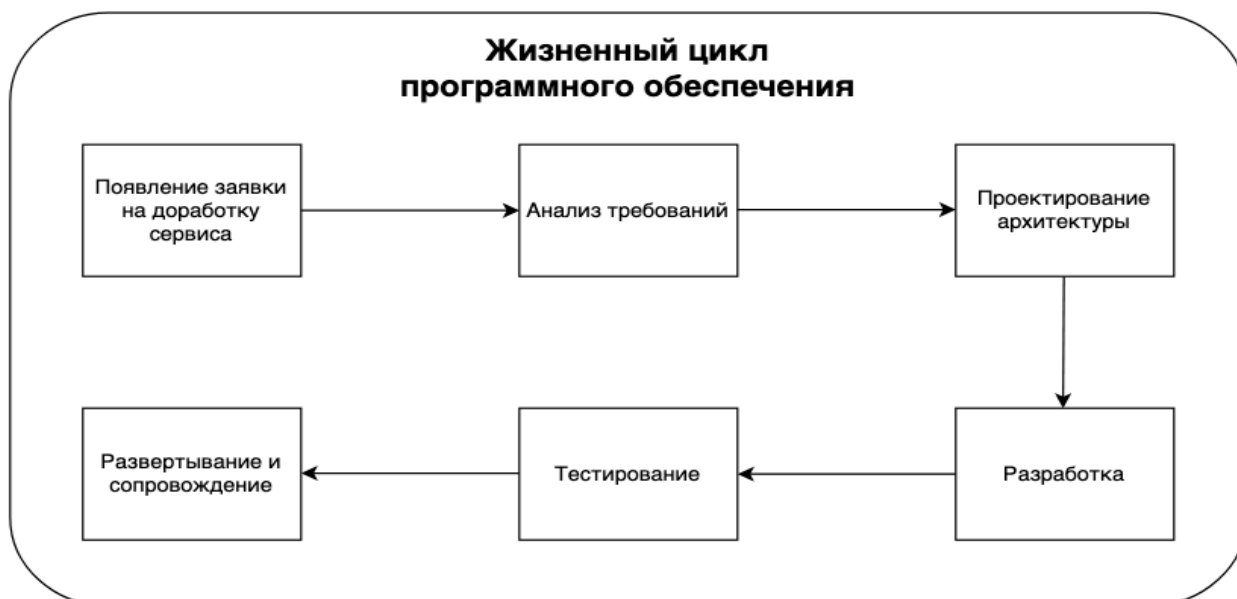 Жизненный цикл
программного обеспечения
Появление заявки
на доработку
сервиса
Анализ требований
Проектирование
архитектуры
Разработка
Тестирование
Развертывание и
сопровождение